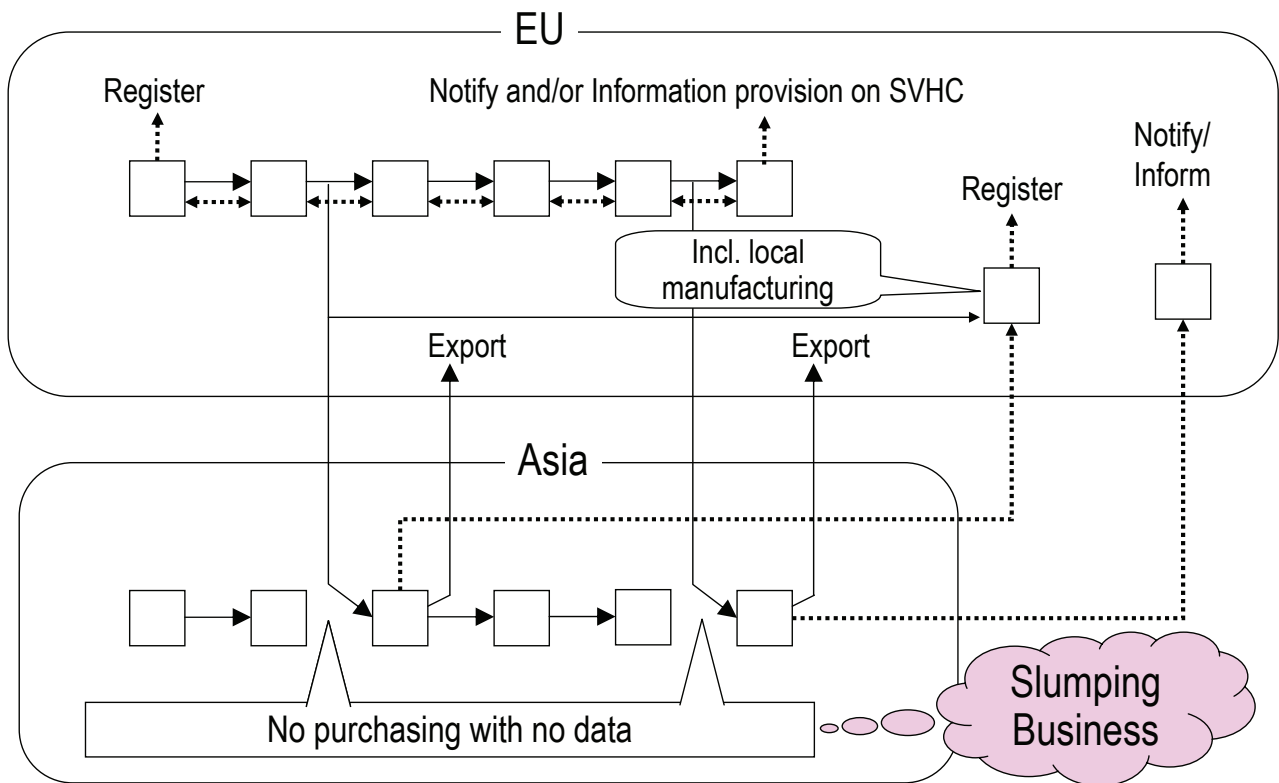 EU
Register
Notify and/or Information provision on SVHC
Notify/
Inform
Register
Incl. local
manufacturing
Export
Export
Asia
No purchasing with no data
Slumping
Business